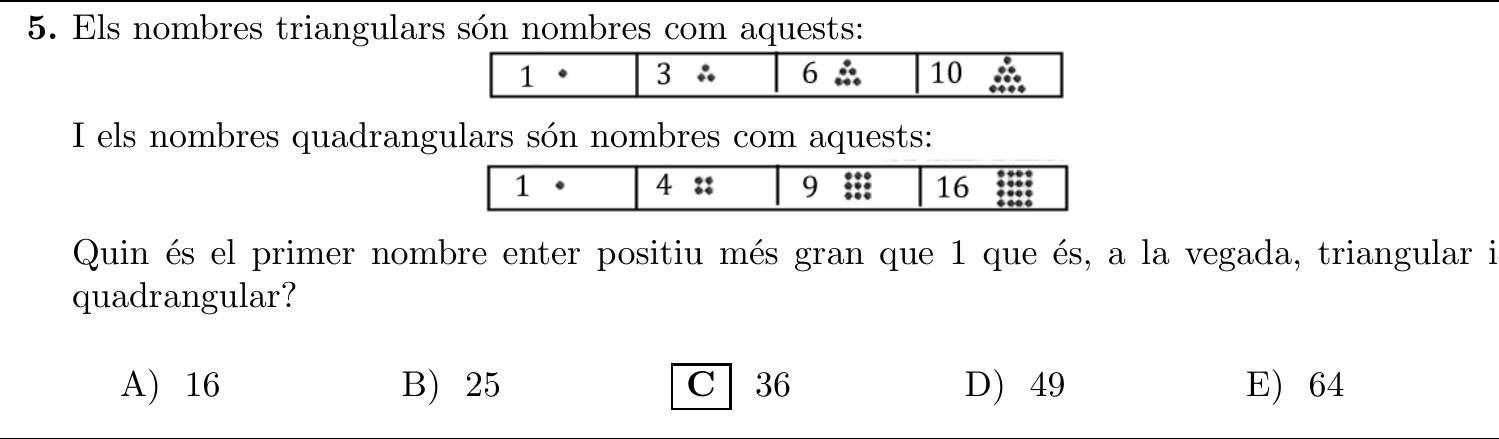 5. Els nombres triangulars són nombres com aquests:
1 3 6 10
I els nombres quadrangulars són nombres com aquests:
1 4 9 16
Quin és el primer nombre enter positiu més gran que 1 que és, a la vegada, triangular i
quadrangular?
A) 16 B) 25 C 36 D) 49 E) 64